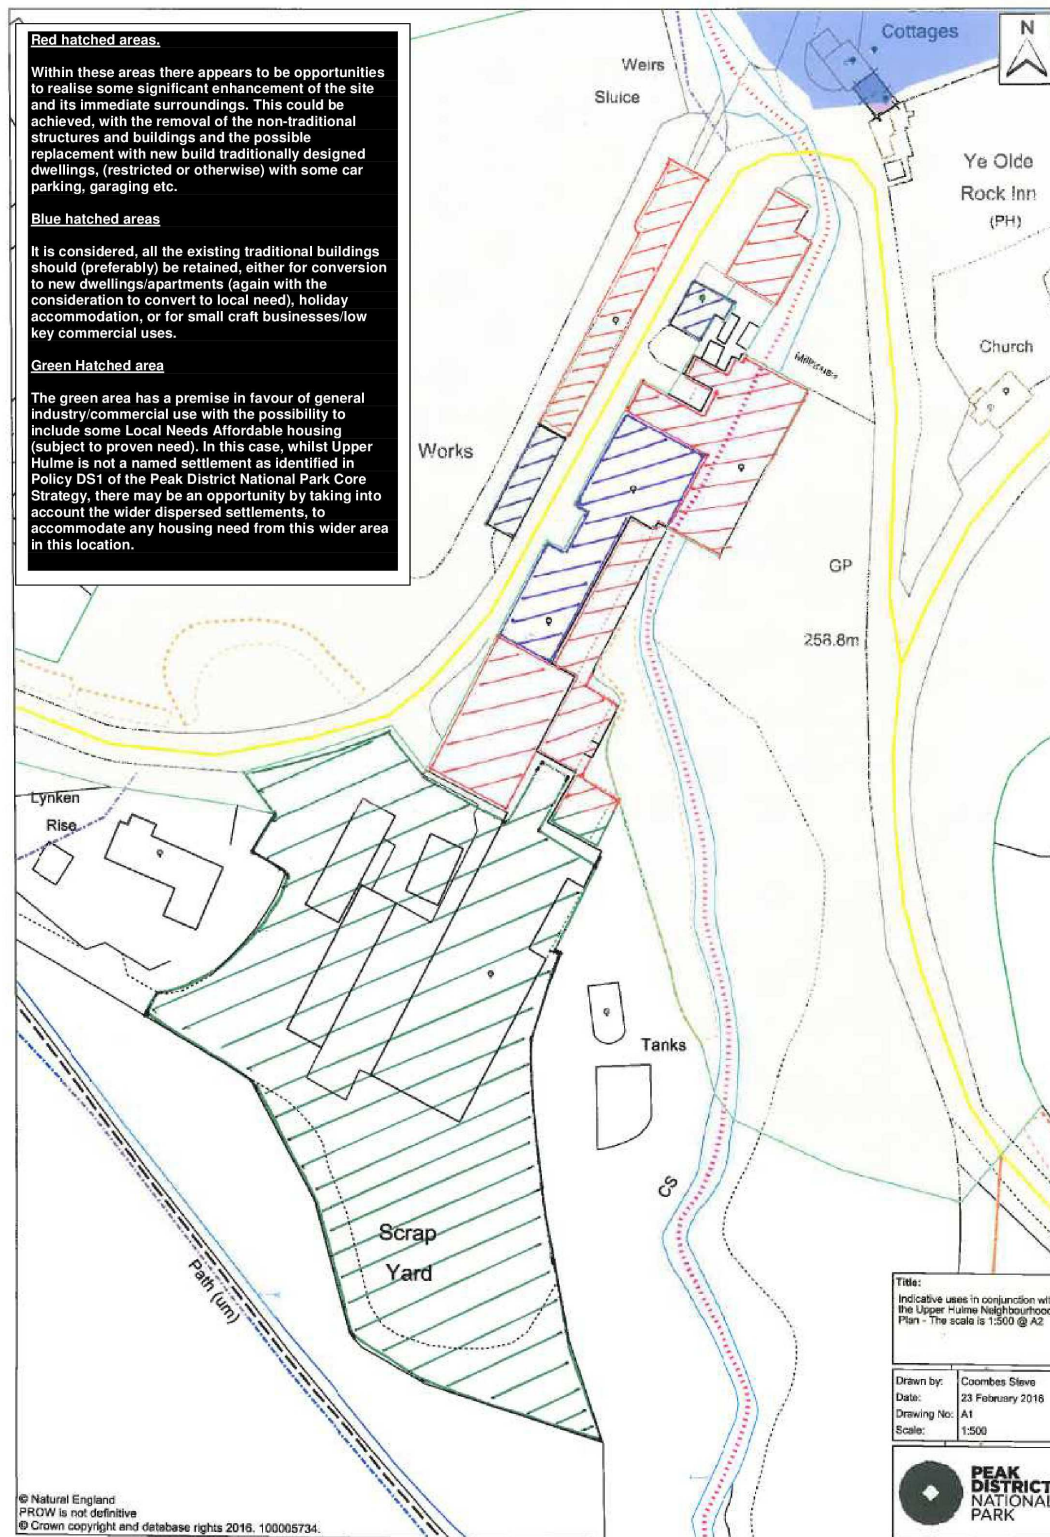 Red hatched areas.
Within these areas there appears to be opportunities
to realise some significant enhancement of the site
and its immediate surroundings. This could be
achieved, with the removal of the non-traditional
structures and buildings and the possible
replacement with new build traditionally designed
dwellings, (restricted or otherwise) with some car
parking, garaging etc.
Blue hatched areas
It is considered, all the existing traditional buildings
should (preferably) be retained, either for conversion
to new dwellings/apartments (again with the
consideration to convert to local need), holiday
accommodation, or for small craft businesses/low
key commercial uses.
Green Hatched area
The green area has a premise in favour of general
industry/commercial use with the possibility to
include some Local Needs Affordable housing
(subject to proven need). In this case, whilst Upper
Hulme is not a named settlement as identified in
Policy DS1 of the Peak District National Park Core
Strategy, there may be an opportunity by taking into
account the wider dispersed settlements, to
accommodate any housing need from this wider area
in this location.
Cottages
N
Weirs
Sluice
Ye Olde
Rock Inn
(PH)
Church
Works
GP
258.8m
Lynken
Rise
Tanks
CS
Scrap
Yard
Path (um)
Title:
Indicative uses in conjunction wit
the Upper Hulme Neighbourhood
Plan - The scale is 1:500 @ A2
Drawn by: Coombes Steve
Date: 23 February 2016
Drawing No: A1
Scale: 1:500
PEAK
DISTRICT
NATIONAL
PARK
© Natural England
PROW is not definitive
© Crown copyright and database rights 2016. 100005734.